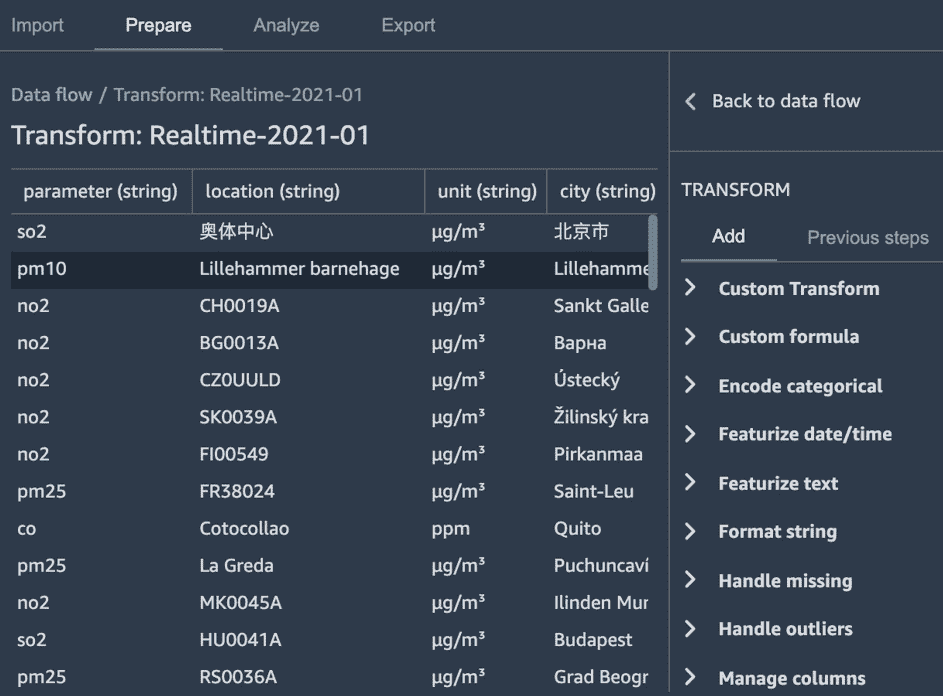 Import Prepare Analyze Export
Data flow / Transform: Realtime-2021-01
Transform: Realtime-2021-01
parameter (string) location (string) unit (string) city (string)
so2 奥体中心 µg/m³ 北京市
pm10 Lillehammer barnehage µg/m³ Lillehamme
no2 CH0019A µg/m³ Sankt Galle
no2 BG0013A µg/m³ Варна
no2 CZ0UULD µg/m³ Ústecký
no2 SK0039A µg/m³ Žilinský kra
no2 FI00549 µg/m³ Pirkanmaa
pm25 FR38024 µg/m³ Saint-Leu
co Cotocollao ppm Quito
pm25 La Greda µg/m³ Puchuncaví
no2 MK0045A µg/m³ Ilinden Mur
so2 HU0041A µg/m³ Budapest
pm25 RS0036A µg/m³ Grad Beogr
Back to data flow
TRANSFORM
Add Previous steps
Custom Transform
Custom formula
Encode categorical
Featurize date/time
Featurize text
Format string
Handle missing
Handle outliers
Manage columns